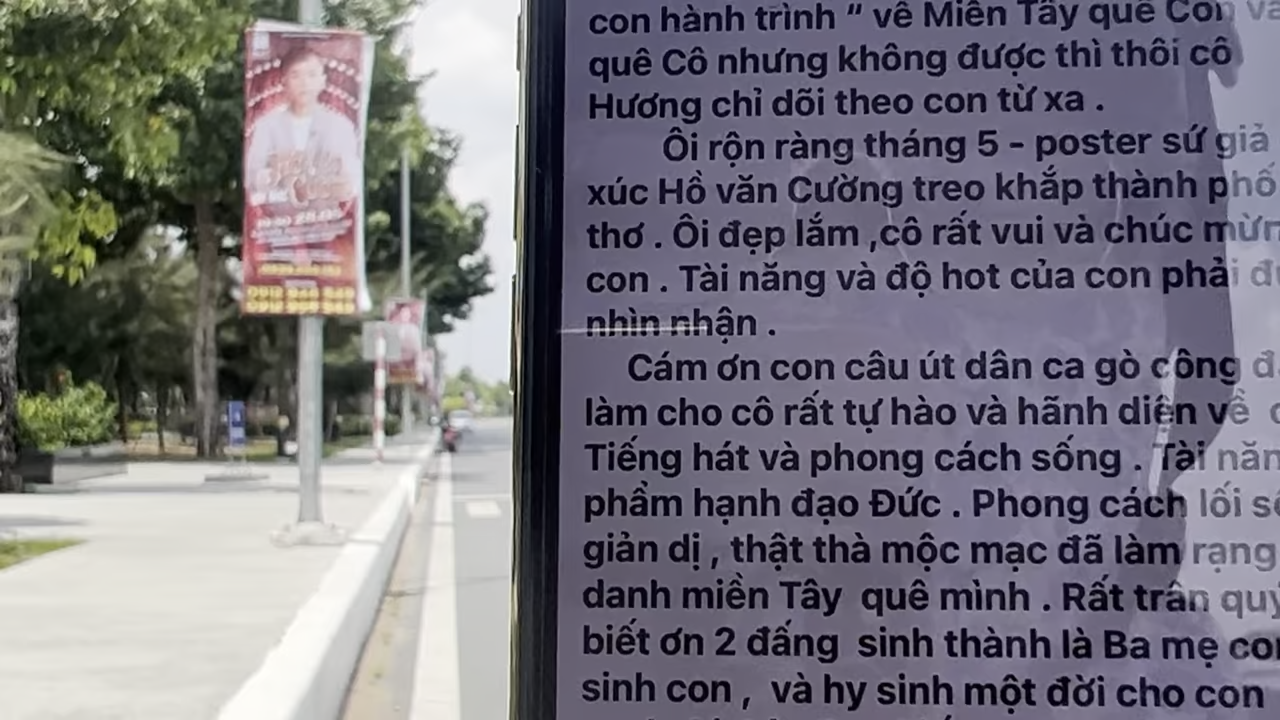 con hành trình “ về Miền Tây quê Con và
quê Cô nhưng không được thì thôi cô
Hương chỉ dõi theo con từ xa .
Ôi rộn ràng tháng 5 - poster sứ giả
xúc Hồ văn Cường treo khắp thành phố
thơ . Ôi đẹp lắm ,cô rất vui và chúc
con . Tài năng và độ hot của con phải
nhìn nhận .
Cám ơn con câu út dân ca gò công
làm cho cô rất tự hào và hãnh diện về
Tiếng hát và phong cách sống . Tài
phẩm hạnh đạo Đức . Phong cách lối
giản dị , thật thà mộc mạc đã làm rạng
danh miền Tây quê mình . Rất trân
biết ơn 2 đấng sinh thành là Ba mẹ
sinh con , và hy sinh một đời cho con